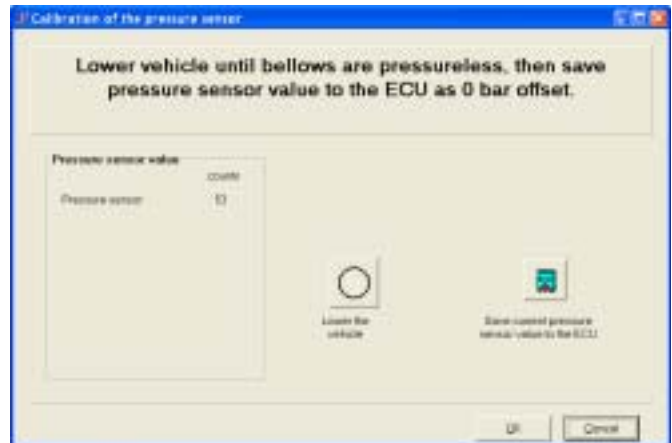 Calibration of the pressure sensor
Lower vehicle until bellows are pressureless, then save
pressure sensor value to the ECU as 0 bar offset.
Pressure sensor value
counts
Pressure sensor
Lower the
vehicle
Save current pressure
sensor value to the ECU
OK
Cancel